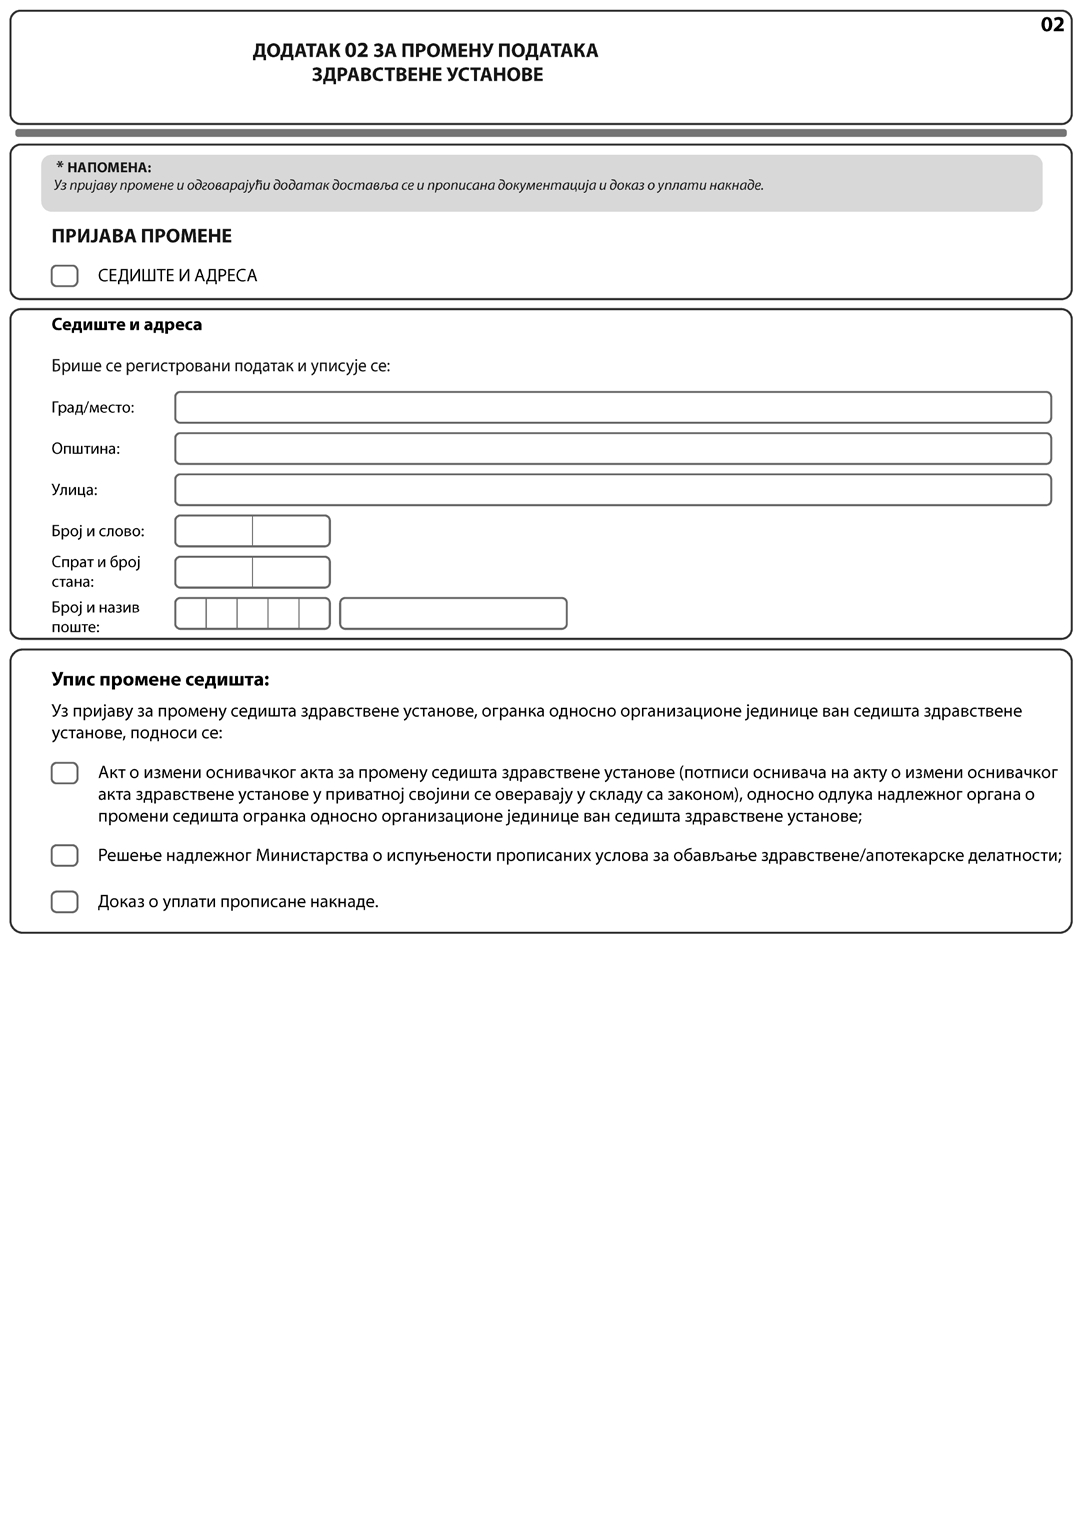 02
ДОДАТАК 02 ЗА ПРОМЕНУ ПОДАТАКА
ЗДРАВСТВЕНЕ УСТАНОВЕ
* НАПОМЕНА:
Уз пријаву промене и одговарајући додатак доставља се и прописана документација и доказ о уплати накнаде.
ПРИЈАВА ПРОМЕНЕ
СЕДИШТЕ И АДРЕСА
Седиште и адреса
Брише се регистровани податак и уписује се:
Град/место:
Општина:
Улица:
Број и слово:
Спрат и број
стана:
Број и назив
поште:
Упис промене седишта:
Уз пријаву за промену седишта здравствене установе, огранка односно организационе јединице ван седишта здравствене
установе, подноси се:
Акт о измени оснивачког акта за промену седишта здравствене установе (потписи оснивача на акту о измени оснивачког
акта здравствене установе у приватној својини се оверавају у складу са законом), односно одлука надлежног органа о
промени седишта огранка односно организационе јединице ван седишта здравствене установе;
Решење надлежног Министарства о испуњености прописаних услова за обављање здравствене/апотекарске делатности;
Доказ о уплати прописане накнаде.